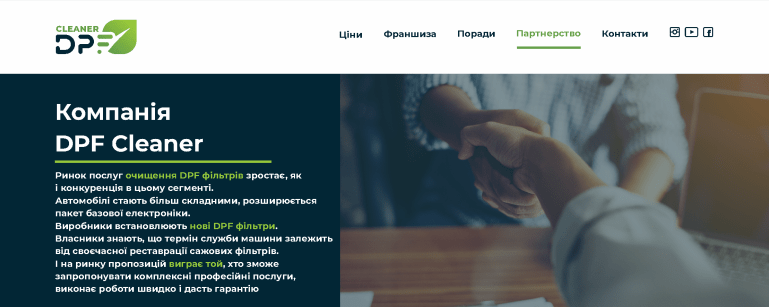 CLEANER
DPF
Ціни Франшиза Поради Партнерство Контакти
Компанія
DPF Cleaner
Ринок послуг очищення DPF фільтрів зростає, як
і конкуренція в цьому сегменті.
Автомобілі стають більш складними, розширюється
пакет базової електроніки.
Виробники встановлюють нові DPF фільтри.
Власники знають, що термін служби машини залежить
від своєчасної реставрації сажових фільтрів.
І на ринку пропозицій виграє той, хто зможе
запропонувати комплексні професійні послуги,
виконає роботи швидко і дасть гарантію